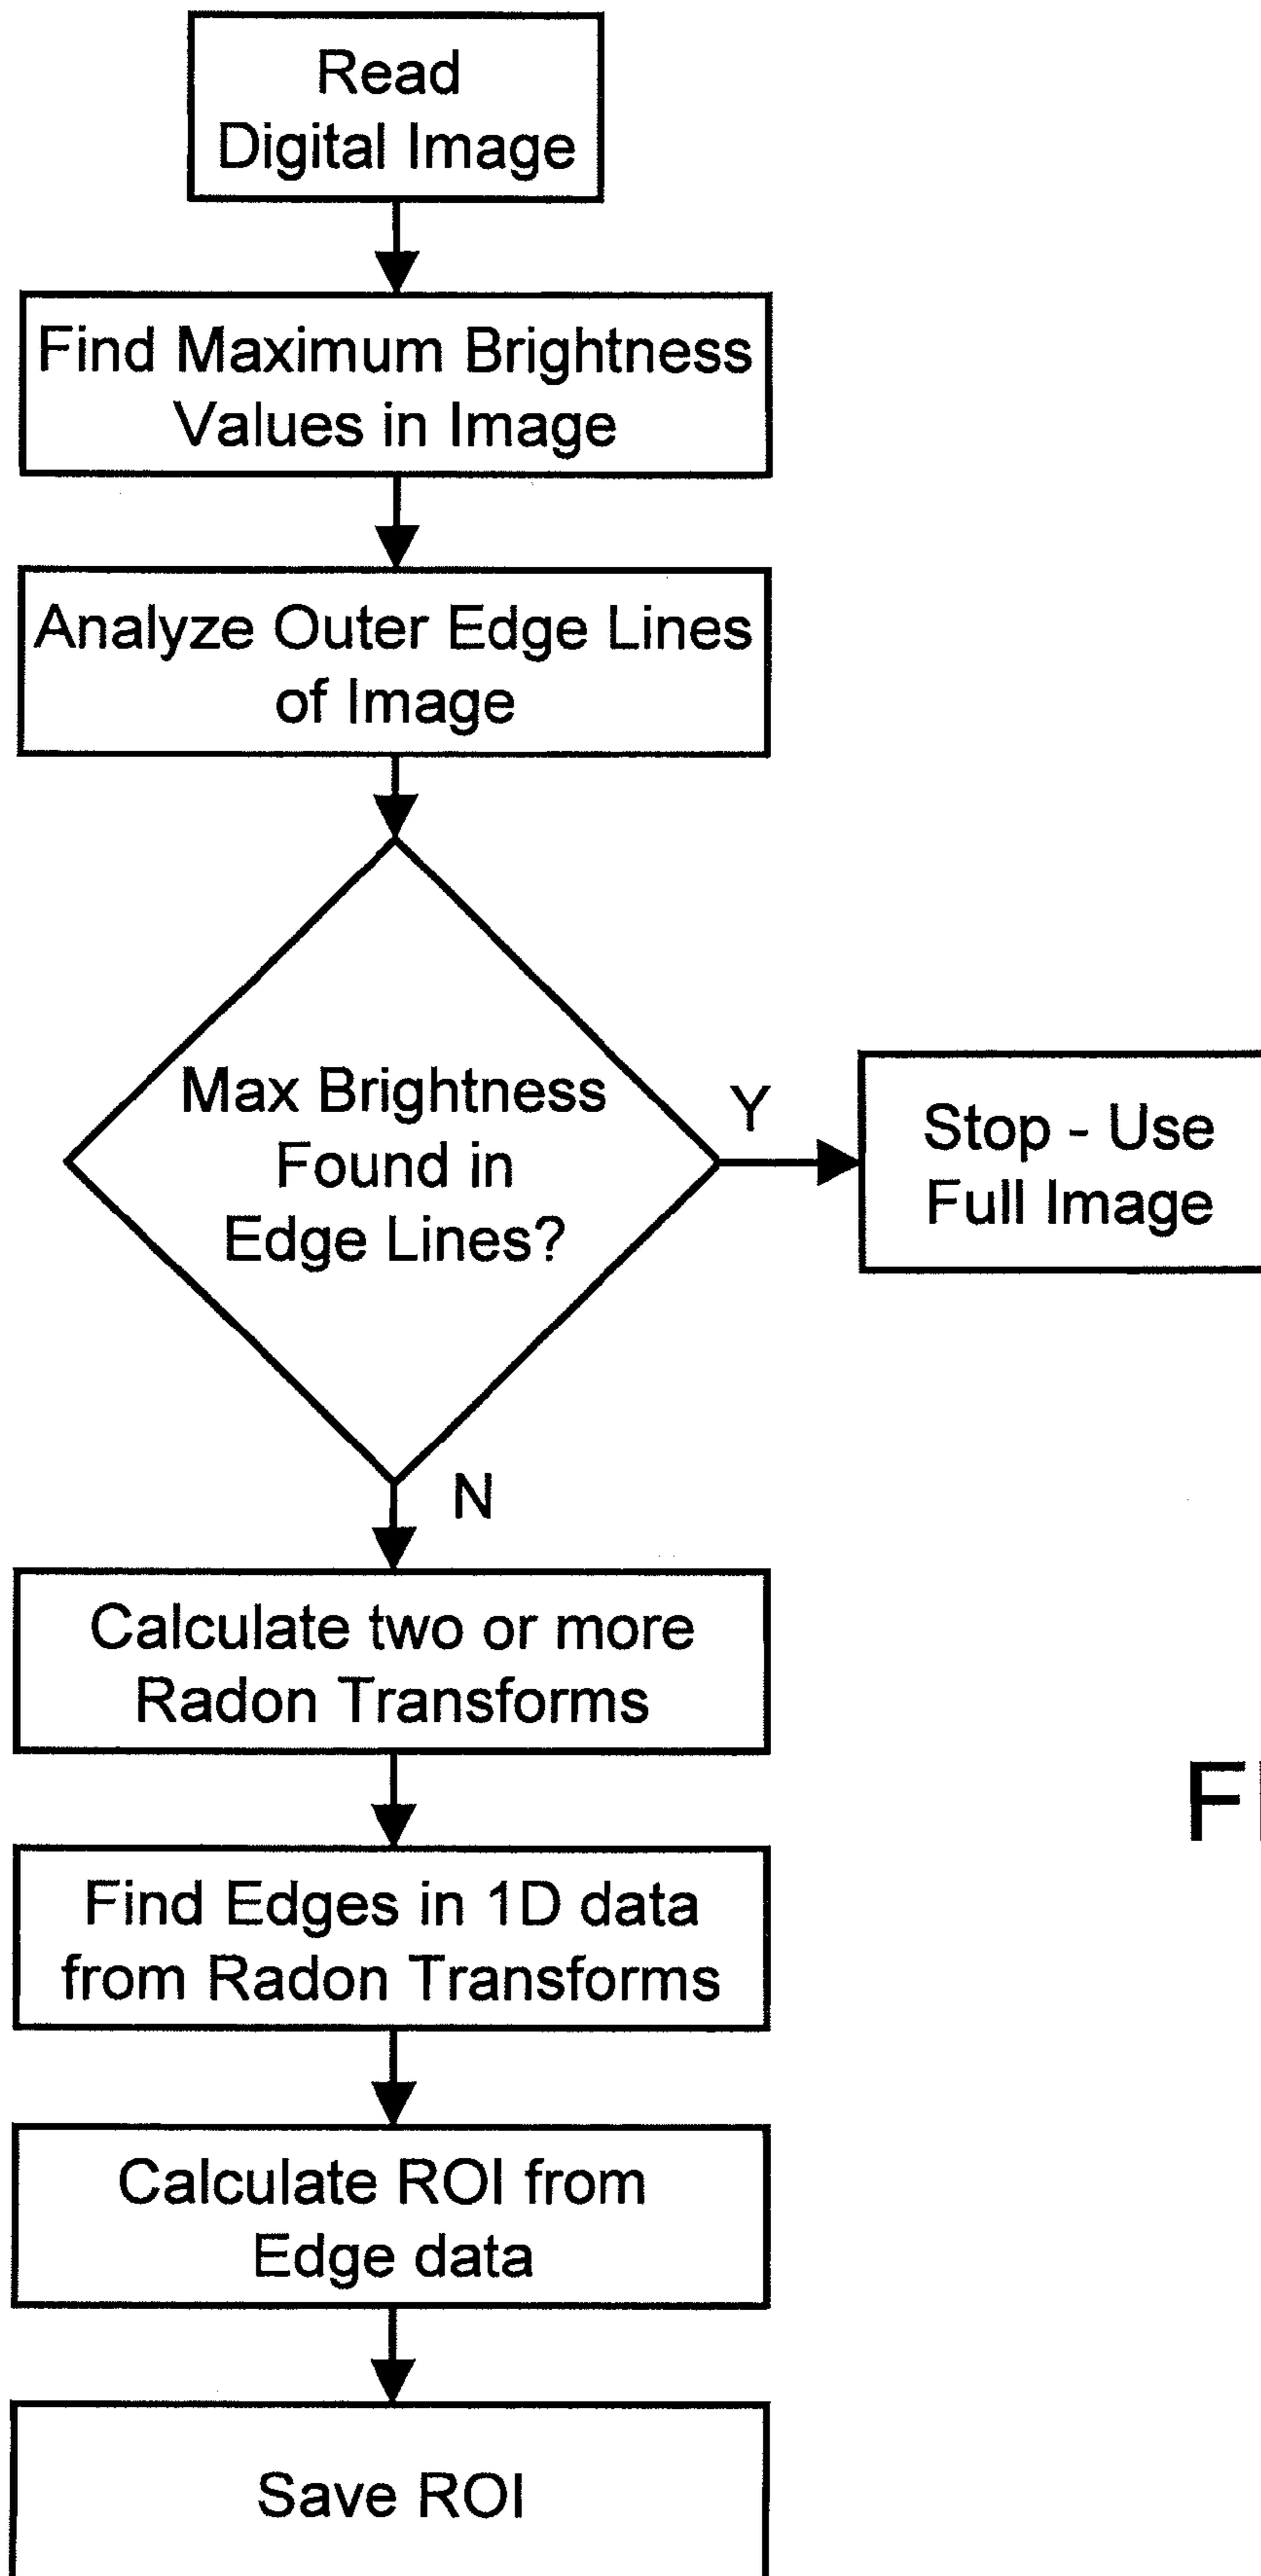 Read
Digital Image
Find Maximum Brightness
Values in Image
Analyze Outer Edge Lines
of Image
Max Brightness
Found in
Edge Lines?
Y
Stop - Use
Full Image
N
Calculate two or more
Radon Transforms
Find Edges in 1D data
from Radon Transforms
Calculate ROI from
Edge data
Save ROI